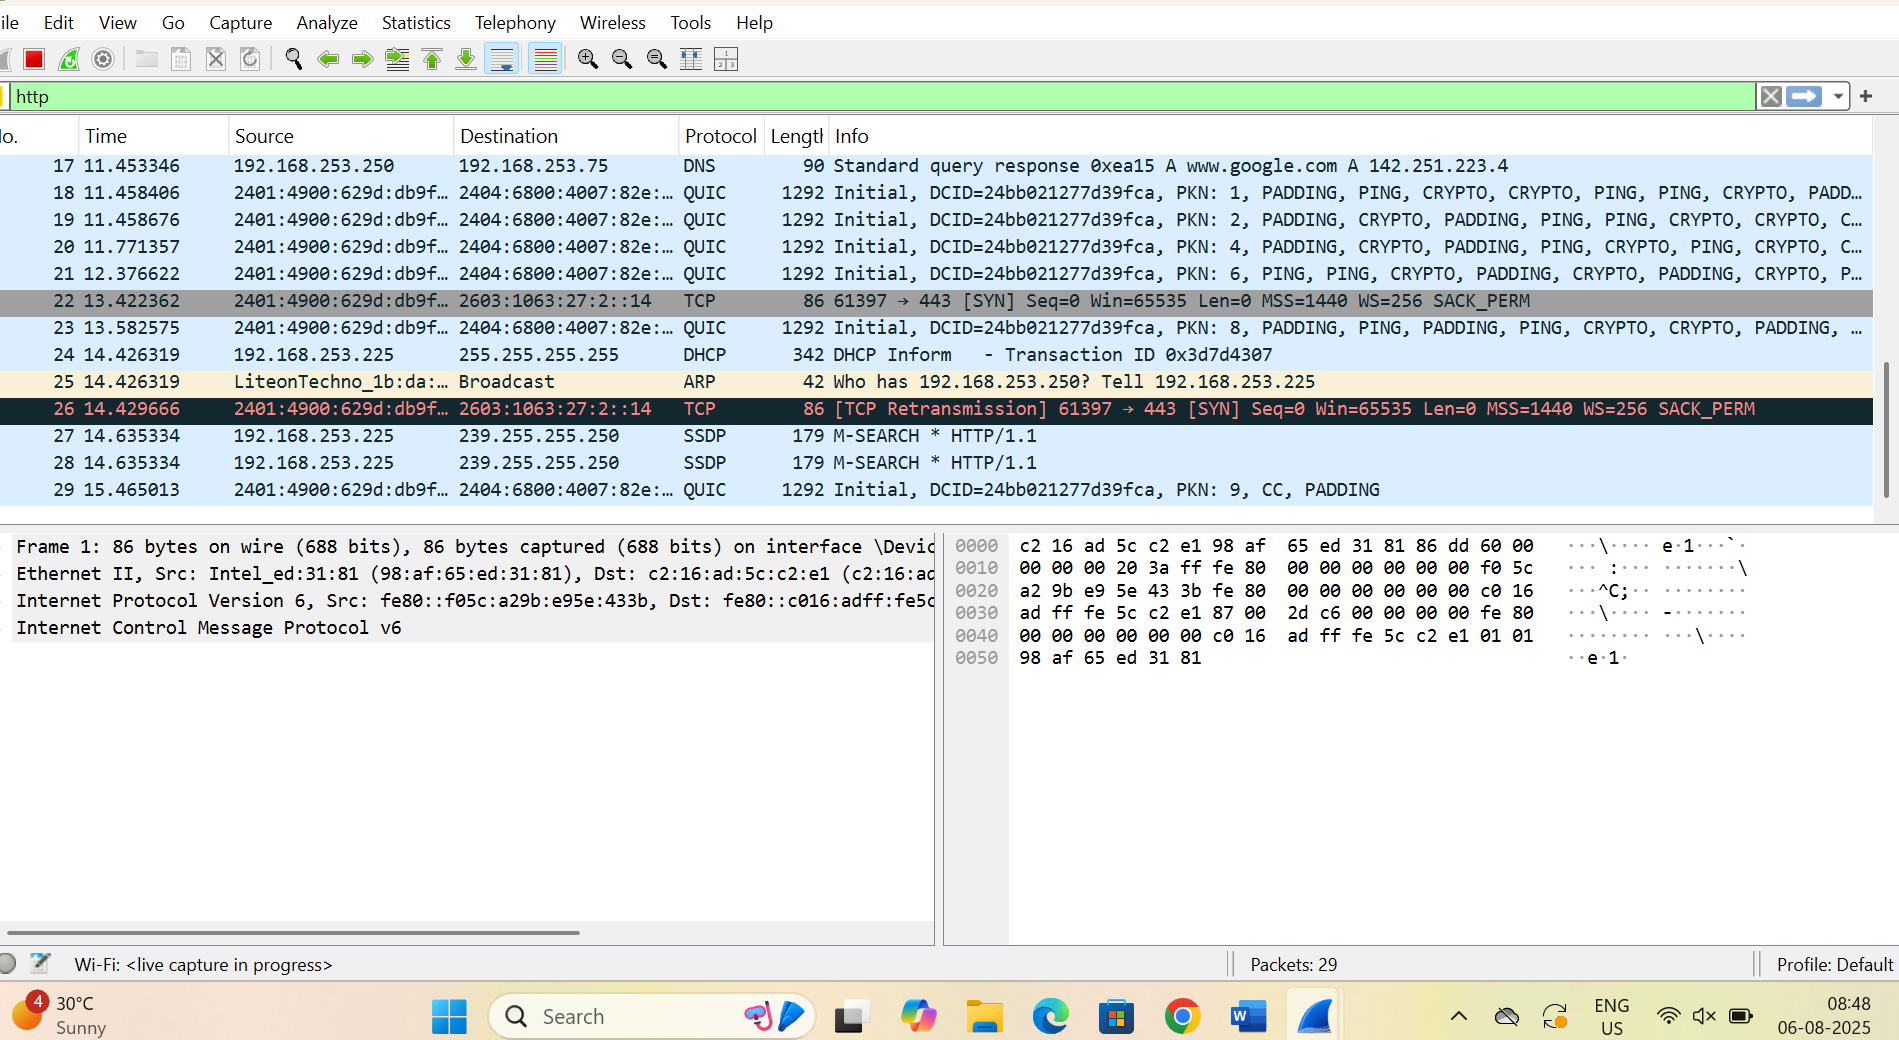 ile Edit View Go Capture Analyze Statistics Telephony Wireless Tools Help
http
lo. Time Source Destination Protocol Length Info
17 11.453346 192.168.253.250 192.168.253.75 DNS 90 Standard query response 0xea15 A www.google.com A 142.251.223.4
18 11.458406 2401:4900:629d:db9f… 2404:6800:4007:82e:… QUIC 1292 Initial, DCID=24bb021277d39fca, PKN: 1, PADDING, PING, CRYPTO, CRYPTO, PING, PING, CRYPTO, PADD…
19 11.458676 2401:4900:629d:db9f… 2404:6800:4007:82e:… QUIC 1292 Initial, DCID=24bb021277d39fca, PKN: 2, PADDING, CRYPTO, PADDING, PING, PING, CRYPTO, CRYPTO, C…
20 11.771357 2401:4900:629d:db9f… 2404:6800:4007:82e:… QUIC 1292 Initial, DCID=24bb021277d39fca, PKN: 4, PADDING, CRYPTO, PADDING, PING, CRYPTO, PING, CRYPTO, C…
21 12.376622 2401:4900:629d:db9f… 2404:6800:4007:82e:… QUIC 1292 Initial, DCID=24bb021277d39fca, PKN: 6, PING, PING, CRYPTO, PADDING, CRYPTO, PADDING, CRYPTO, P…
22 13.422362 2401:4900:629d:db9f… 2603:1063:27:2::14 TCP 86 61397 → 443 [SYN] Seq=0 Win=65535 Len=0 MSS=1440 WS=256 SACK_PERM
23 13.582575 2401:4900:629d:db9f… 2404:6800:4007:82e:… QUIC 1292 Initial, DCID=24bb021277d39fca, PKN: 8, PADDING, PING, PADDING, PING, CRYPTO, CRYPTO, PADDING, …
24 14.426319 192.168.253.225 255.255.255.255 DHCP 342 DHCP Inform - Transaction ID 0x3d7d4307
25 14.426319 LiteonTechno_1b:da:… Broadcast ARP 42 Who has 192.168.253.250? Tell 192.168.253.225
26 14.429666 2401:4900:629d:db9f… 2603:1063:27:2::14 TCP 86 [TCP Retransmission] 61397 → 443 [SYN] Seq=0 Win=65535 Len=0 MSS=1440 WS=256 SACK_PERM
27 14.635334 192.168.253.225 239.255.255.250 SSDP 179 M-SEARCH * HTTP/1.1
28 14.635334 192.168.253.225 239.255.255.250 SSDP 179 M-SEARCH * HTTP/1.1
29 15.465013 2401:4900:629d:db9f… 2404:6800:4007:82e:… QUIC 1292 Initial, DCID=24bb021277d39fca, PKN: 9, CC, PADDING
Frame 1: 86 bytes on wire (688 bits), 86 bytes captured (688 bits) on interface \Devic
Ethernet II, Src: Intel_ed:31:81 (98:af:65:ed:31:81), Dst: c2:16:ad:5c:c2:e1 (c2:16:ad
Internet Protocol Version 6, Src: fe80::f05c:a29b:e95e:433b, Dst: fe80::c016:adff:fe5c
Internet Control Message Protocol v6
0000 c2 16 ad 5c c2 e1 98 af 65 ed 31 81 86 dd 60 00 ···\···· e·1···`·
0010 00 00 00 20 3a ff fe 80 00 00 00 00 00 00 f0 5c ··· :··· ·······\
0020 a2 9b e9 5e 43 3b fe 80 00 00 00 00 00 00 c0 16 ···^C;·· ········
0030 ad ff fe 5c c2 e1 87 00 2d c6 00 00 00 00 fe 80 ···\···· -·······
0040 00 00 00 00 00 00 c0 16 ad ff fe 5c c2 e1 01 01 ········ ···\····
0050 98 af 65 ed 31 81 ··e·1·
Wi-Fi: <live capture in progress> Packets: 29 Profile: Default
4 30°C
Sunny
Search
ENG
US
08:48
06-08-2025